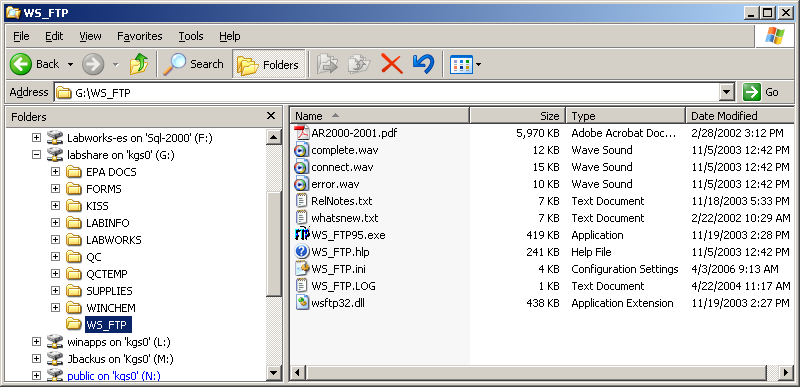 WS_FTP
File Edit View Favorites Tools Help
Back Search Folders
Address G:\WS_FTP Go
Folders
Labworks-es on 'Sql-2000' (F:)
labshare on 'kgs0' (G:)
EPA DOCS
FORMS
KISS
LABINFO
LABWORKS
QC
QCTEMP
SUPPLIES
WINCHEM
WS_FTP
winapps on 'kgs0' (L:)
Jbackus on 'Kgs0' (M:)
public on 'kgs0' (N:)
Name Size Type Date Modified
AR2000-2001.pdf 5,970 KB Adobe Acrobat Doc... 2/28/2002 3:12 PM
complete.wav 12 KB Wave Sound 11/5/2003 12:42 PM
connect.wav 15 KB Wave Sound 11/5/2003 12:42 PM
error.wav 10 KB Wave Sound 11/5/2003 12:42 PM
RelNotes.txt 7 KB Text Document 11/18/2003 5:33 PM
whatsnew.txt 7 KB Text Document 2/22/2002 10:29 AM
WS_FTP95.exe 419 KB Application 11/19/2003 2:28 PM
WS_FTP.hlp 241 KB Help File 11/5/2003 12:42 PM
WS_FTP.ini 4 KB Configuration Settings 4/3/2006 9:13 AM
WS_FTP.LOG 1 KB Text Document 4/22/2004 11:17 AM
wsftp32.dll 438 KB Application Extension 11/19/2003 2:27 PM